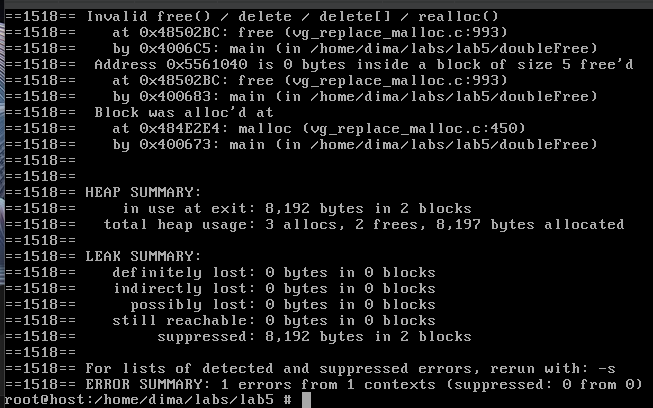 ==1518== Invalid free() / delete / delete[] / realloc()
==1518==    at 0x48502BC: free (vg_replace_malloc.c:993)
==1518==    by 0x4006C5: main (in /home/dima/labs/lab5/doubleFree)
==1518==  Address 0x5561040 is 0 bytes inside a block of size 5 free'd
==1518==    at 0x48502BC: free (vg_replace_malloc.c:993)
==1518==    by 0x400683: main (in /home/dima/labs/lab5/doubleFree)
==1518==  Block was alloc'd at
==1518==    at 0x484E2E4: malloc (vg_replace_malloc.c:450)
==1518==    by 0x400673: main (in /home/dima/labs/lab5/doubleFree)
==1518==
==1518==
==1518== HEAP SUMMARY:
==1518==     in use at exit: 8,192 bytes in 2 blocks
==1518==   total heap usage: 3 allocs, 2 frees, 8,197 bytes allocated
==1518==
==1518== LEAK SUMMARY:
==1518==    definitely lost: 0 bytes in 0 blocks
==1518==    indirectly lost: 0 bytes in 0 blocks
==1518==      possibly lost: 0 bytes in 0 blocks
==1518==    still reachable: 0 bytes in 0 blocks
==1518==         suppressed: 8,192 bytes in 2 blocks
==1518==
==1518== For lists of detected and suppressed errors, rerun with: -s
==1518== ERROR SUMMARY: 1 errors from 1 contexts (suppressed: 0 from 0)
root@host:/home/dima/labs/lab5 #